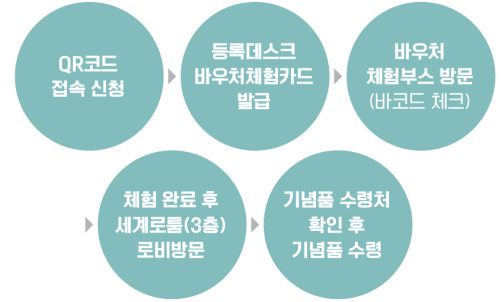 QR코드
접속 신청
등록데스크
바우처체험카드
발급
바우처
체험부스 방문
(바코드 체크)
체험 완료 후
세계로룸(3층)
로비방문
기념품 수령처
확인 후
기념품 수령